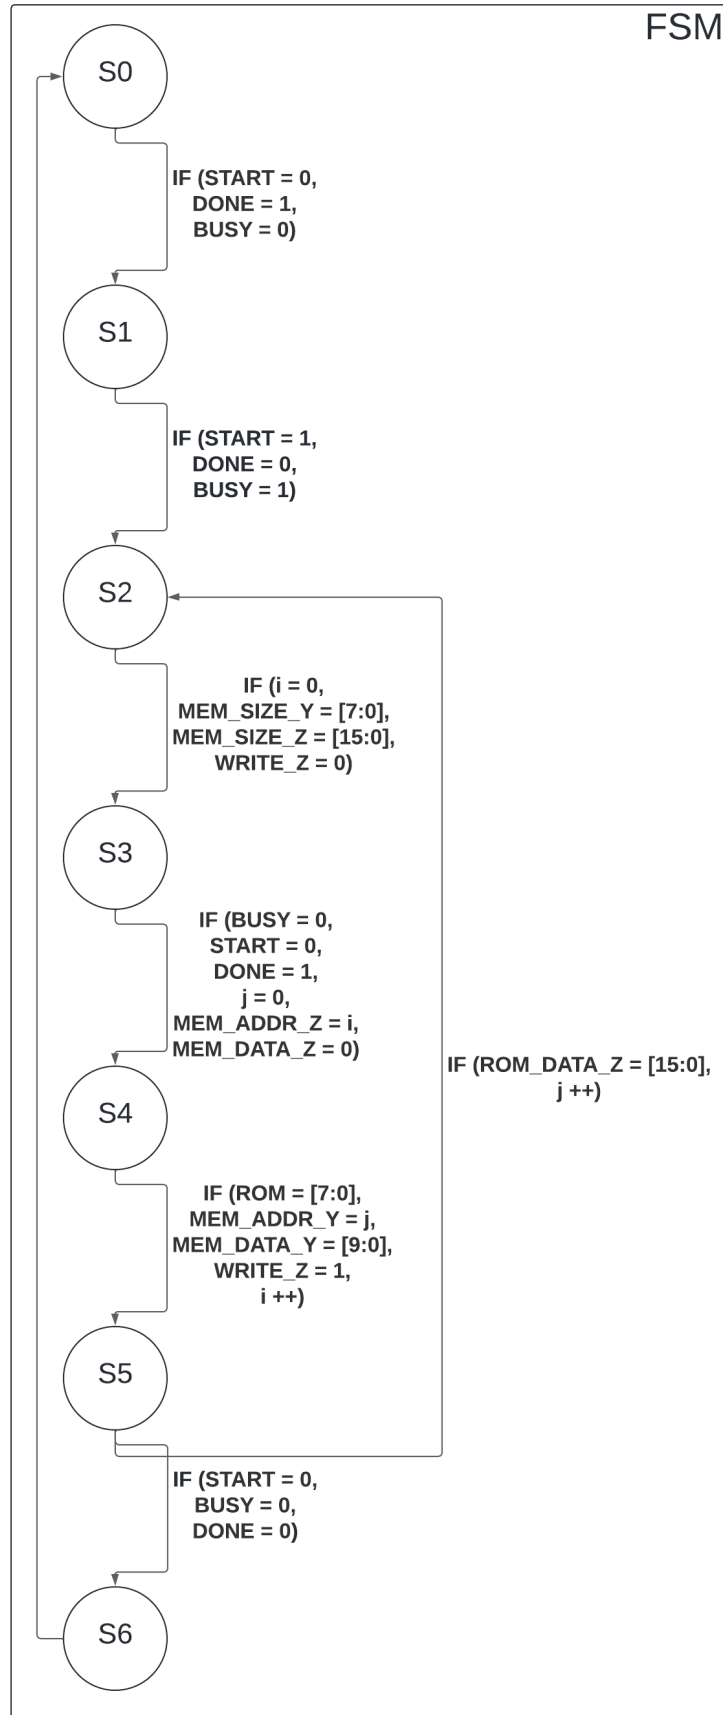 FSM
S0
IF (START = 0,
DONE = 1,
BUSY = 0)
S1
IF (START = 1,
DONE = 0,
BUSY = 1)
S2
IF (i = 0,
MEM_SIZE_Y = [7:0],
MEM_SIZE_Z = [15:0],
WRITE_Z = 0)
S3
IF (BUSY = 0,
START = 0,
DONE = 1,
j = 0,
MEM_ADDR_Z = i,
MEM_DATA_Z = 0)
IF (ROM_DATA_Z = [15:0],
j ++)
S4
IF (ROM = [7:0],
MEM_ADDR_Y = j,
MEM_DATA_Y = [9:0],
WRITE_Z = 1,
i ++)
S5
IF (START = 0,
BUSY = 0,
DONE = 0)
S6